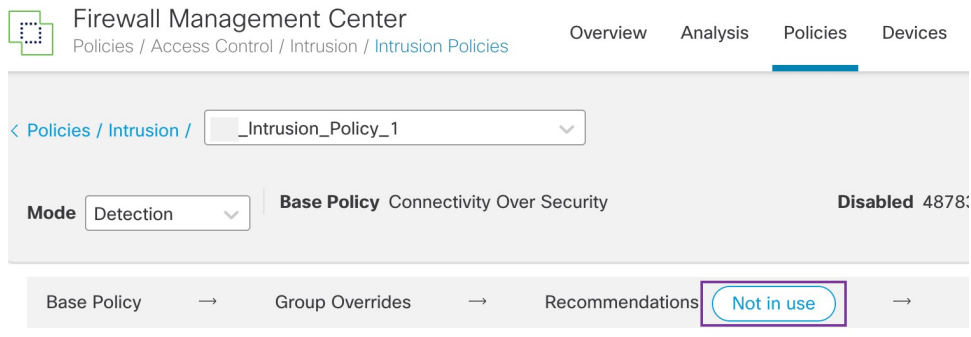 Firewall Management Center
Policies / Access Control / Intrusion / Intrusion Policies
Overview Analysis Policies Devices
Policies / Intrusion / _Intrusion_Policy_1
Mode Detection Base Policy Connectivity Over Security Disabled 48783
Base Policy → Group Overrides → Recommendations Not in use →